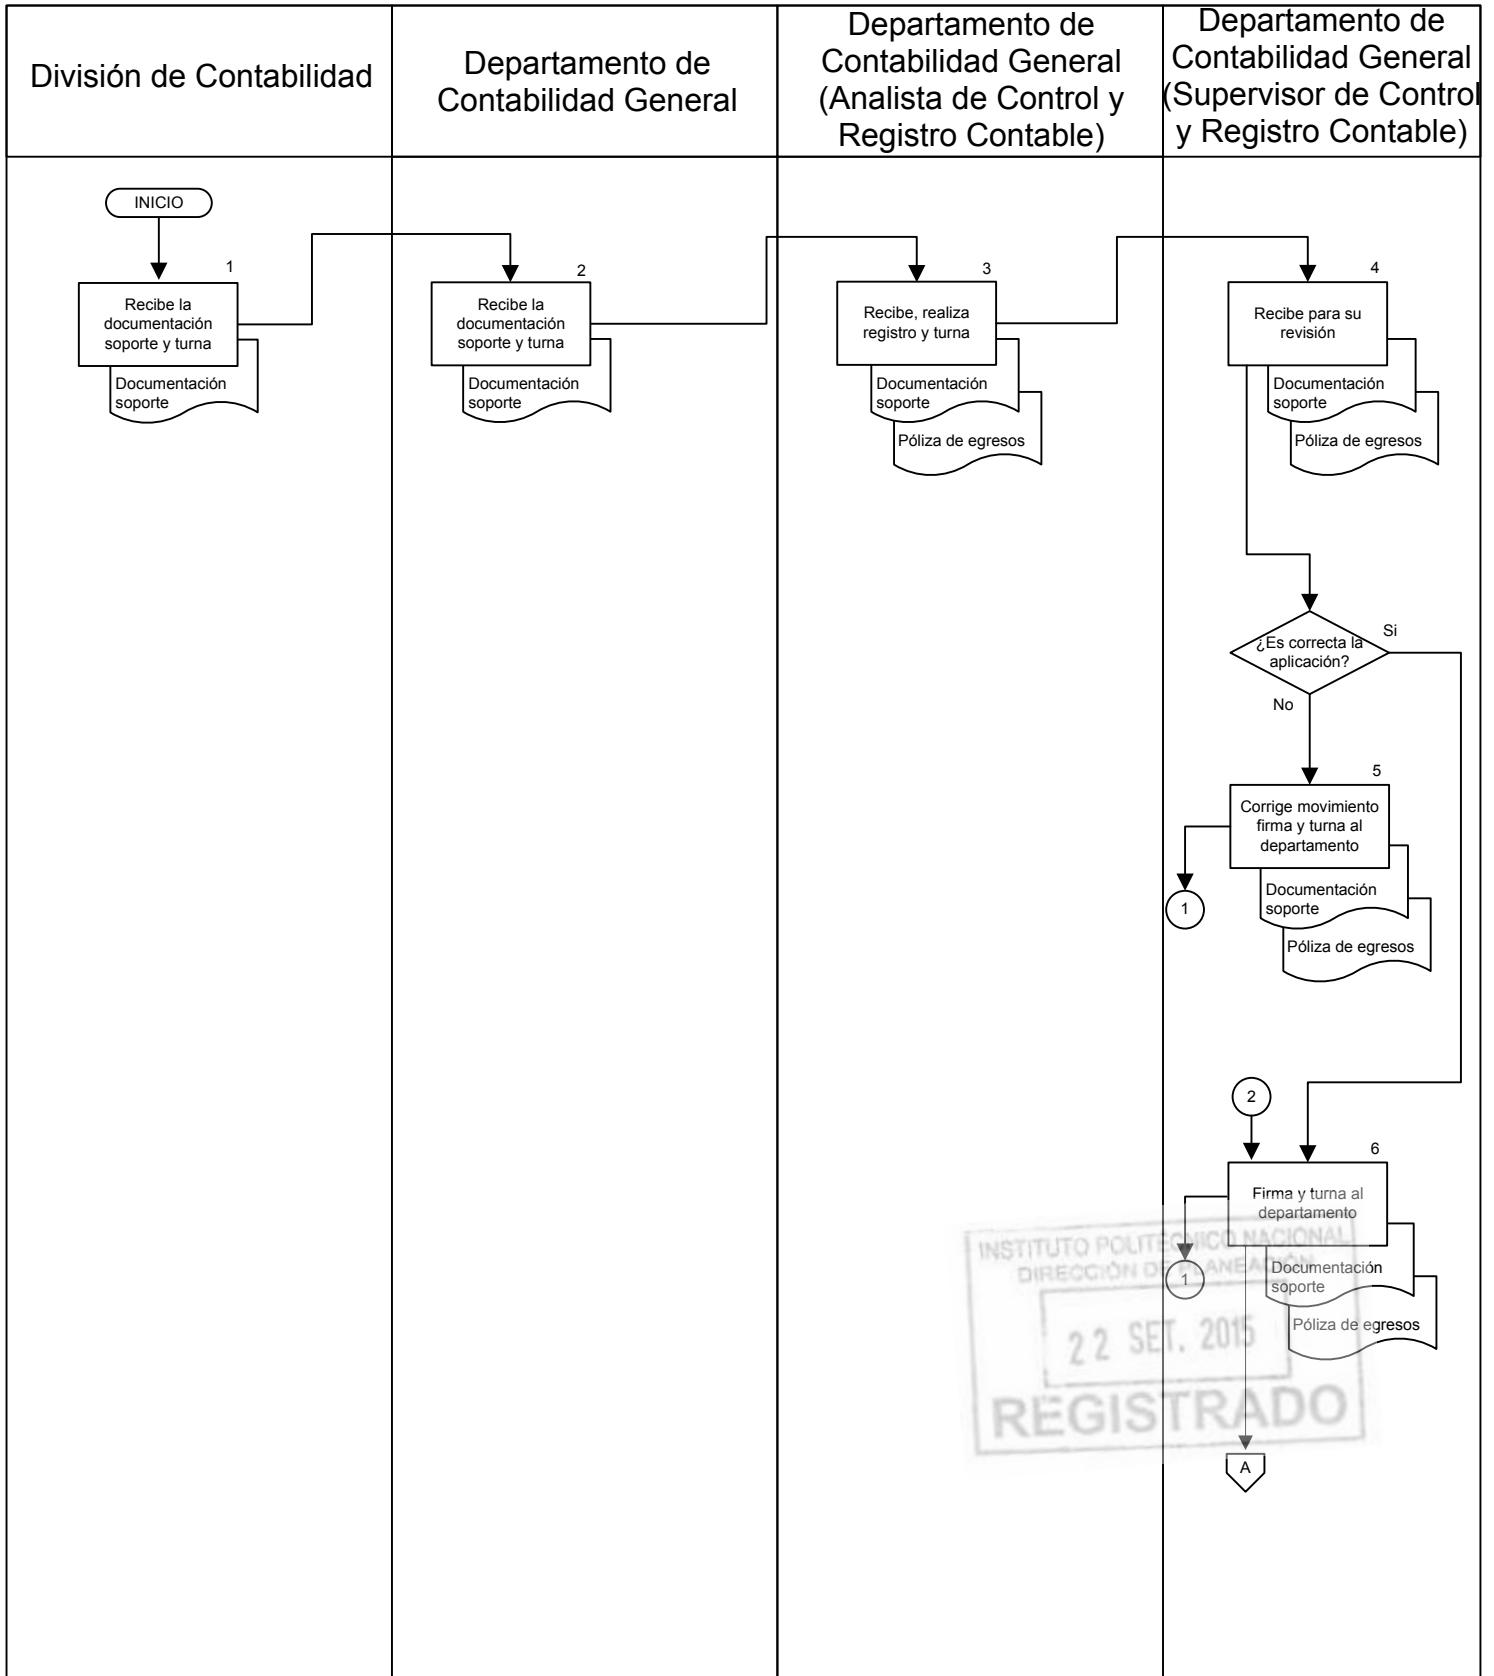 División de Contabilidad
Departamento de
Contabilidad General
Departamento de
Contabilidad General
(Analista de Control y
Registro Contable)
Departamento de
Contabilidad General
(Supervisor de Control
y Registro Contable)
INICIO
1
Recibe la
documentación
soporte y turna
Documentación
soporte
2
Recibe la
documentación
soporte y turna
Documentación
soporte
3
Recibe, realiza
registro y turna
Documentación
soporte
Póliza de egresos
4
Recibe para su
revisión
Documentación
soporte
Póliza de egresos
¿Es correcta la
aplicación?
Si
No
5
Corrige movimiento
firma y turna al
departamento
1
Documentación
soporte
Póliza de egresos
2
6
Firma y turna al
departamento
1
Documentación
soporte
Póliza de egresos
A
INSTITUTO POLITÉCNICO NACIONAL
DIRECCIÓN DE PLANEACIÓN
22 SET. 2015
REGISTRADO